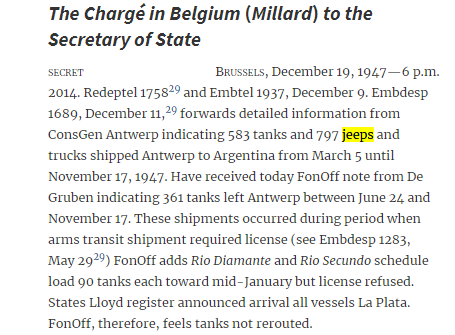 The Chargé in Belgium (Millard) to the
Secretary of State
SECRET BRUSSELS, December 19, 1947—6 p.m.
2014. Redeptel 1758²⁹ and Embtel 1937, December 9. Embdesp
1689, December 11,²⁹ forwards detailed information from
ConsGen Antwerp indicating 583 tanks and 797 jeeps and
trucks shipped Antwerp to Argentina from March 5 until
November 17, 1947. Have received today FonOff note from De
Gruben indicating 361 tanks left Antwerp between June 24 and
November 17. These shipments occurred during period when
arms transit shipment required license (see Embdesp 1283,
May 29²⁹) FonOff adds Rio Diamante and Rio Secundo schedule
load 90 tanks each toward mid-January but license refused.
States Lloyd register announced arrival all vessels La Plata.
FonOff, therefore, feels tanks not rerouted.